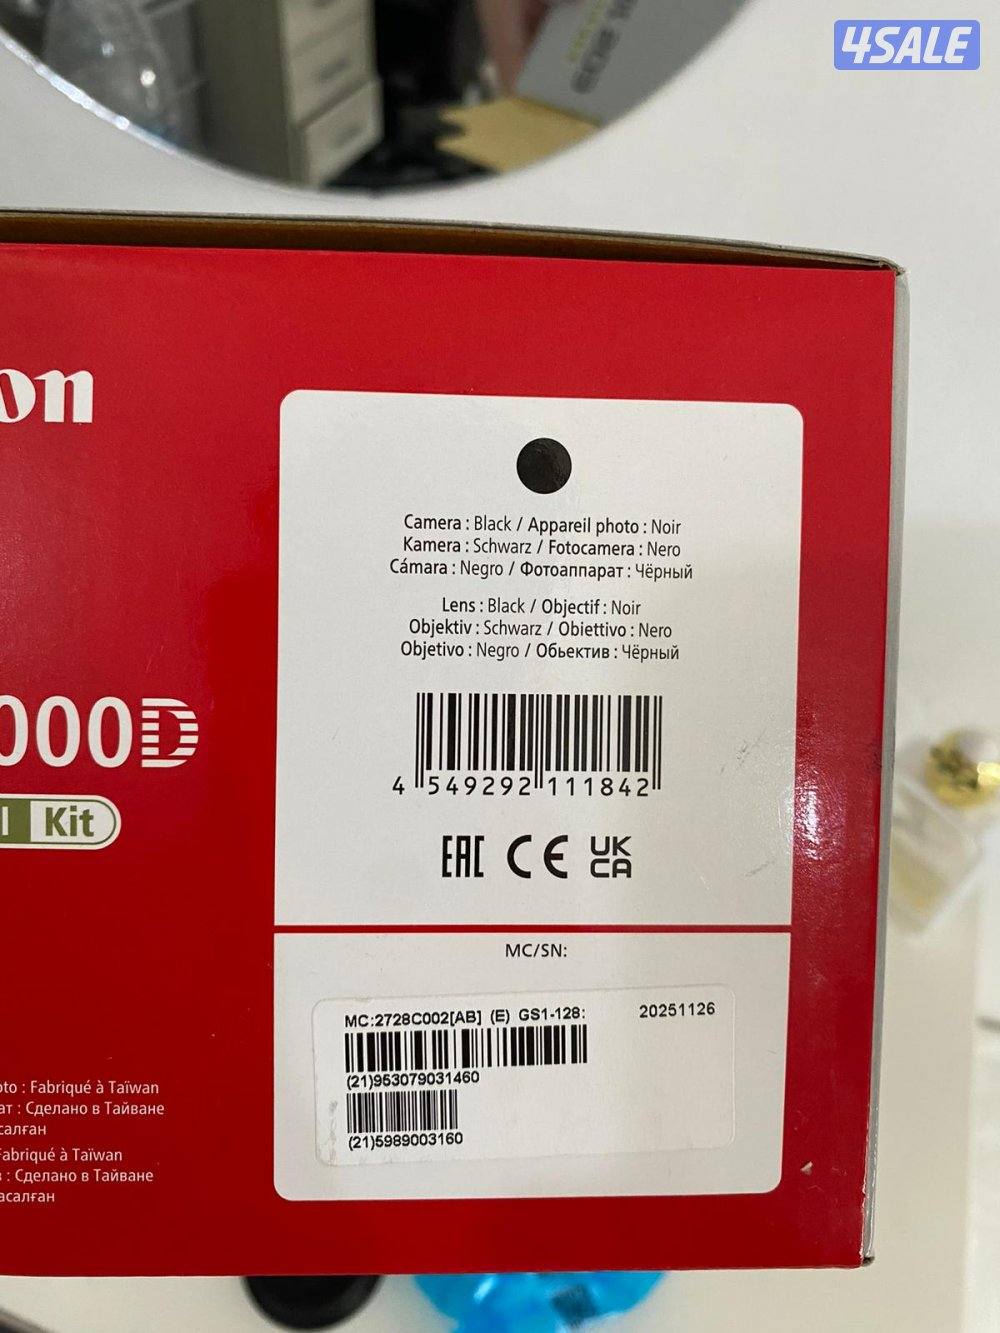 4SALE
on
Camera : Black / Appareil photo : Noir
Kamera : Schwarz / Fotocamera : Nero
Cámara : Negro / Фотоаппарат : Чёрный
Lens : Black / Objectif : Noir
Objektiv : Schwarz / Obiettivo : Nero
Objetivo : Negro / Объектив : Чёрный
000D
Kit
4 549292 111842
EAC CE UK CA
MC/SN:
MC:2728C002[AB] (E) GS1-128: 20251126
(21)953079031460
(21)5989003160
oto : Fabriqué à Taïwan
ат : Сделано в Тайване
салған
Fabriqué à Taïwan
в : Сделано в Тайване
асалған